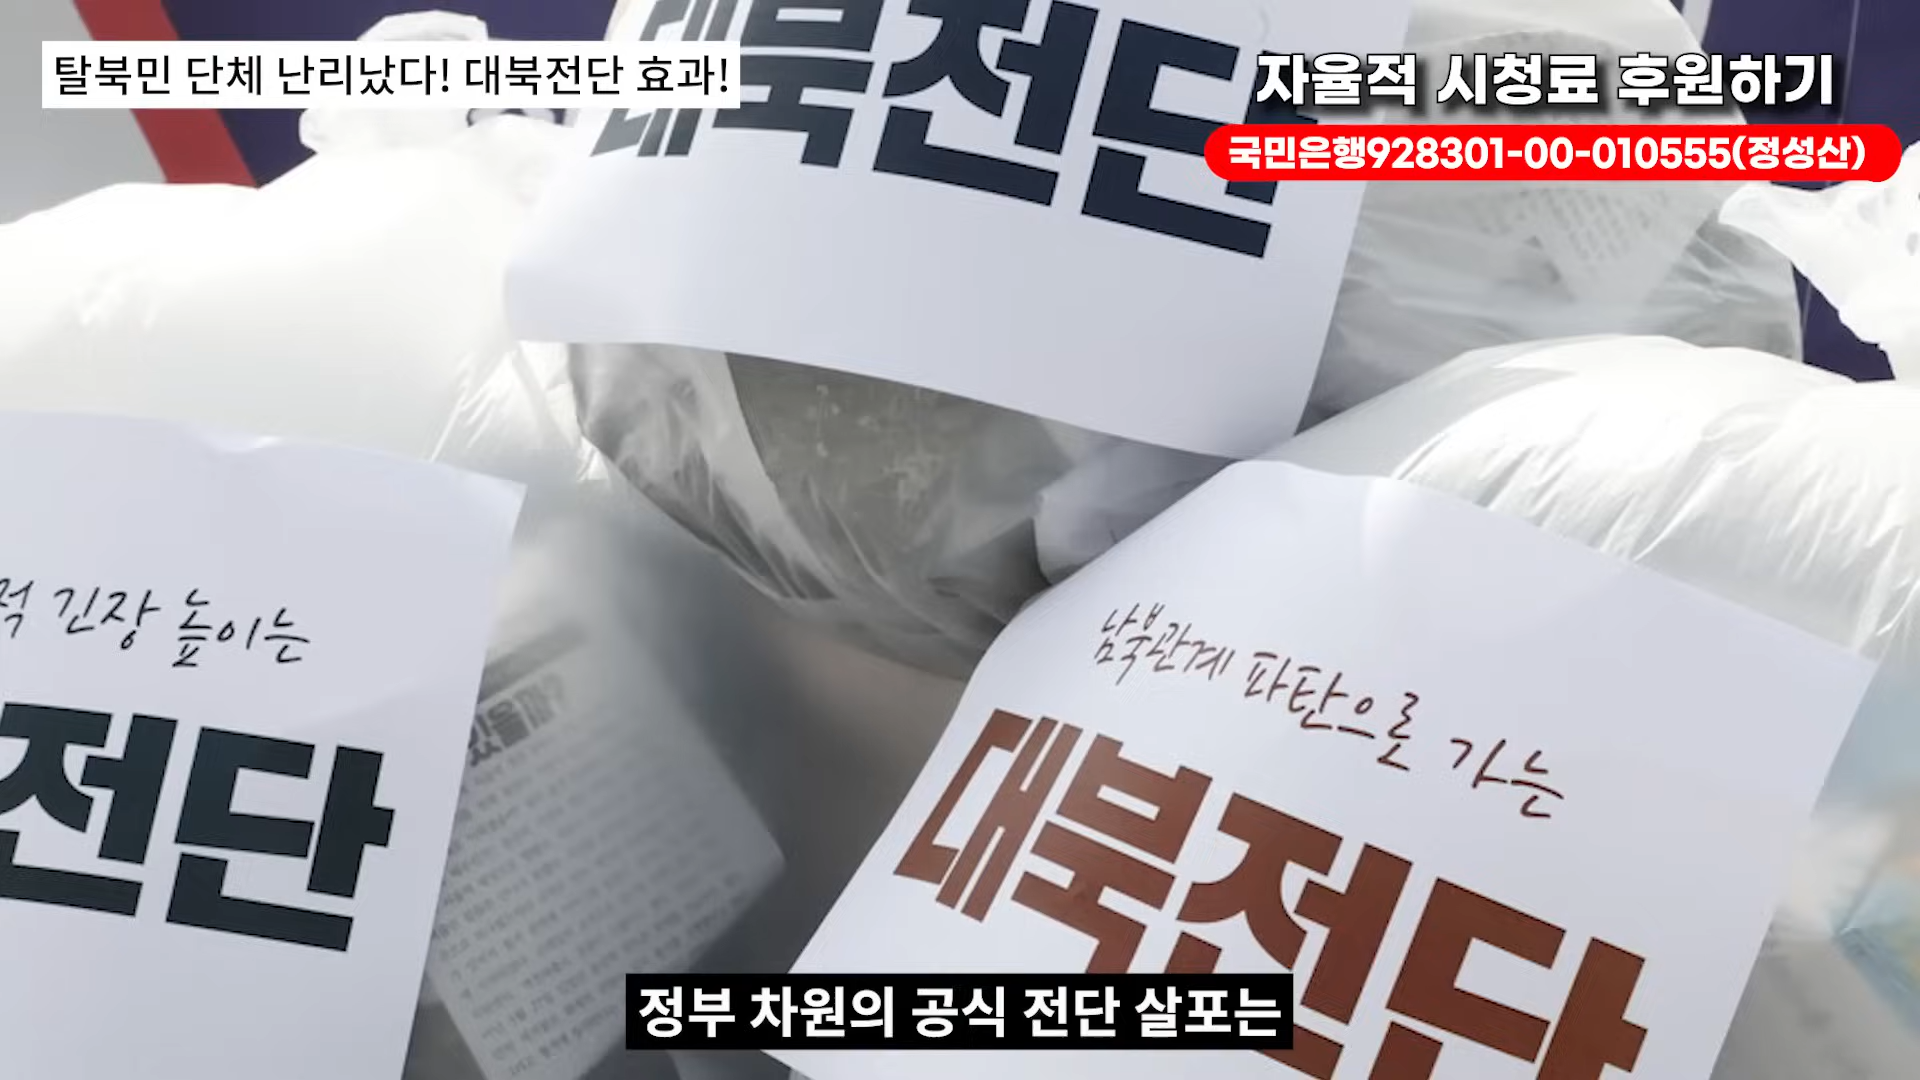 탈북민 단체 난리났다! 대북전단 효과!
자율적 시청료 후원하기
국민은행928301-00-010555(정성산)
대북전단
긴장 높이는
전단
남북관계 파탄으로 가는
대북전단
정부 차원의 공식 전단 살포는